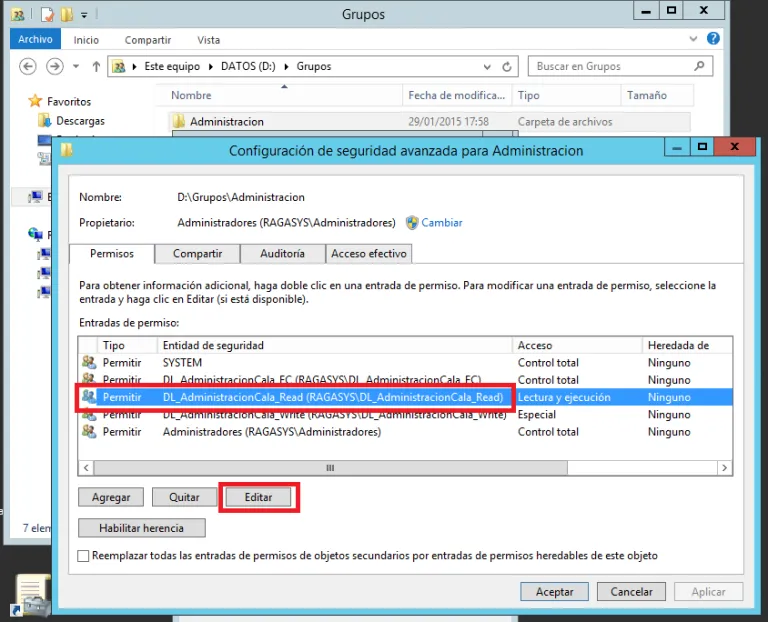 Grupos
Archivo Inicio Compartir Vista
Este equipo DATOS (D:) Grupos Buscar en Grupos
Favoritos Nombre Fecha de modifica... Tipo Tamaño
Descargas Administracion 29/01/2015 17:58 Carpeta de archivos
Configuración de seguridad avanzada para Administracion
Nombre: D:\Grupos\Administracion
Propietario: Administradores (RAGASYS\Administradores) Cambiar
Permisos Compartir Auditoría Acceso efectivo
Para obtener información adicional, haga doble clic en una entrada de permiso. Para modificar una entrada de permiso, seleccione la
entrada y haga clic en Editar (si está disponible).
Entradas de permiso:
Tipo Entidad de seguridad Acceso Heredada de
Permitir SYSTEM Control total Ninguno
Permitir DL_AdministracionCala_FC (RAGASYS\DL_AdministracionCala_FC) Control total Ninguno
Permitir DL_AdministracionCala_Read (RAGASYS\DL_AdministracionCala_Read) Lectura y ejecución Ninguno
Permitir DL_AdministracionCala_Write (RAGASYS\DL_AdministracionCala_Write) Especial Ninguno
Permitir Administradores (RAGASYS\Administradores) Control total Ninguno
Agregar Quitar Editar
7 elem Habilitar herencia
Reemplazar todas las entradas de permisos de objetos secundarios por entradas de permisos heredables de este objeto
Aceptar Cancelar Aplicar